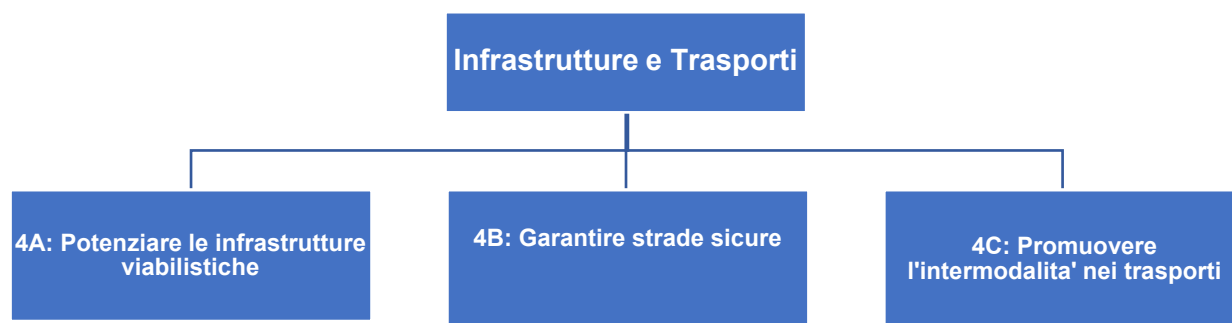 Infrastrutture e Trasporti
4A: Potenziare le infrastrutture
viabilistiche
4B: Garantire strade sicure
4C: Promuovere
l'intermodalita' nei trasporti